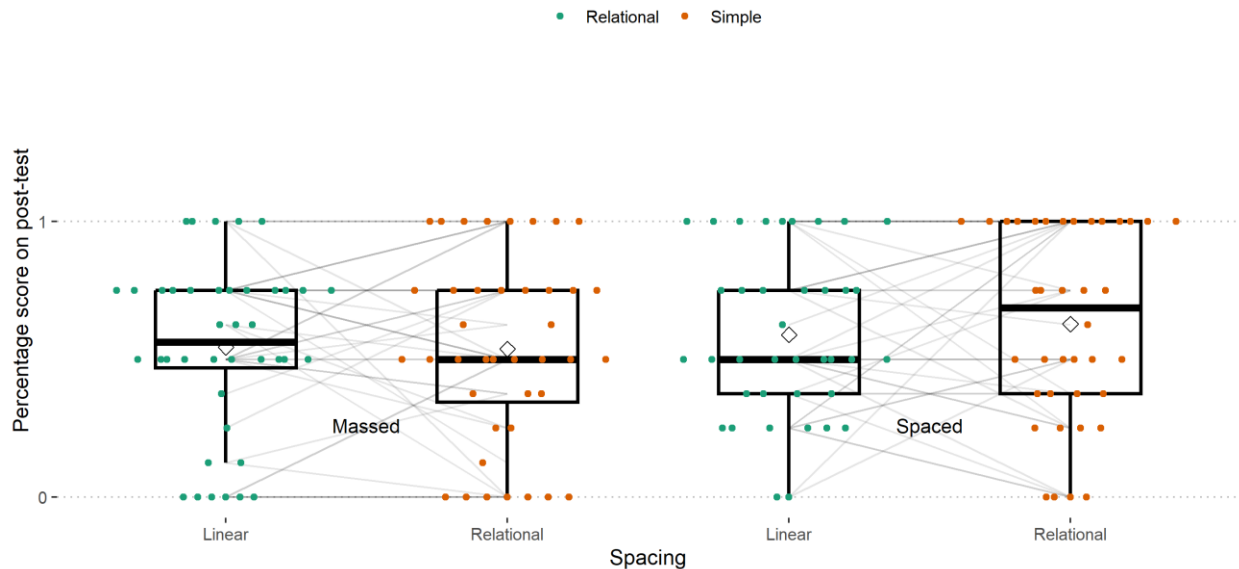 Relational Simple
Percentage score on post-test
1
0
Massed
Spaced
Linear Relational Linear Relational
Spacing